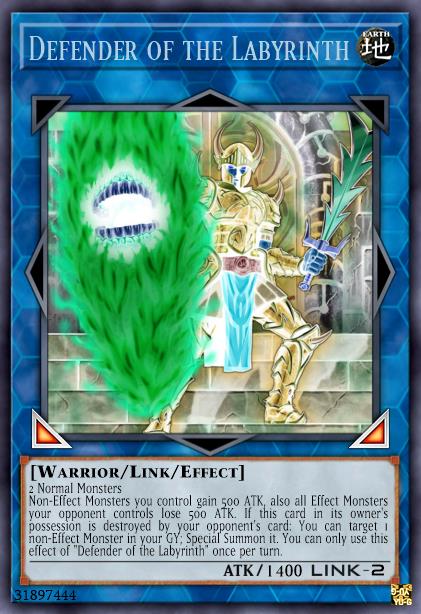 DEFENDER OF THE LABYRINTH
EARTH
地
[WARRIOR/LINK/EFFECT]
2 Normal Monsters
Non-Effect Monsters you control gain 500 ATK, also all Effect Monsters
your opponent controls lose 500 ATK. If this card in its owner's
possession is destroyed by your opponent's card: You can target 1
non-Effect Monster in your GY; Special Summon it. You can only use this
effect of "Defender of the Labyrinth" once per turn.
ATK/1400 LINK-2
31897444